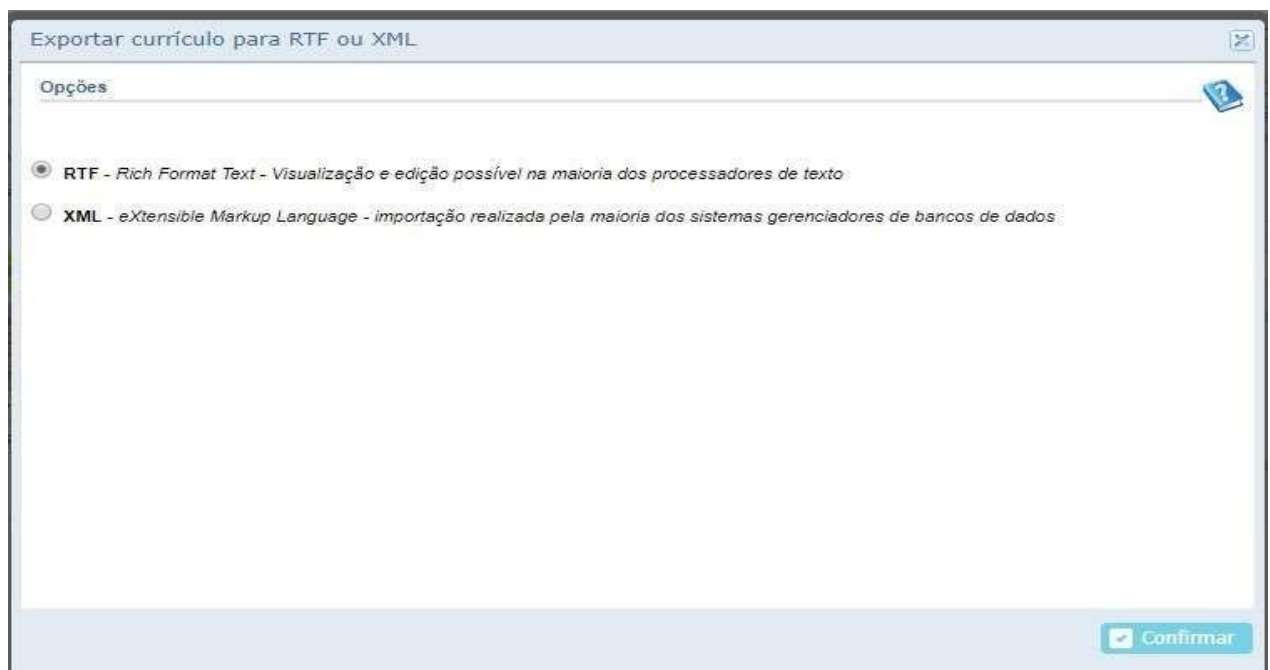 Exportar currículo para RTF ou XML
Opções
RTF - Rich Format Text - Visualização e edição possível na maioria dos processadores de texto
XML - eXtensible Markup Language - importação realizada pela maioria dos sistemas gerenciadores de bancos de dados
Confirmar